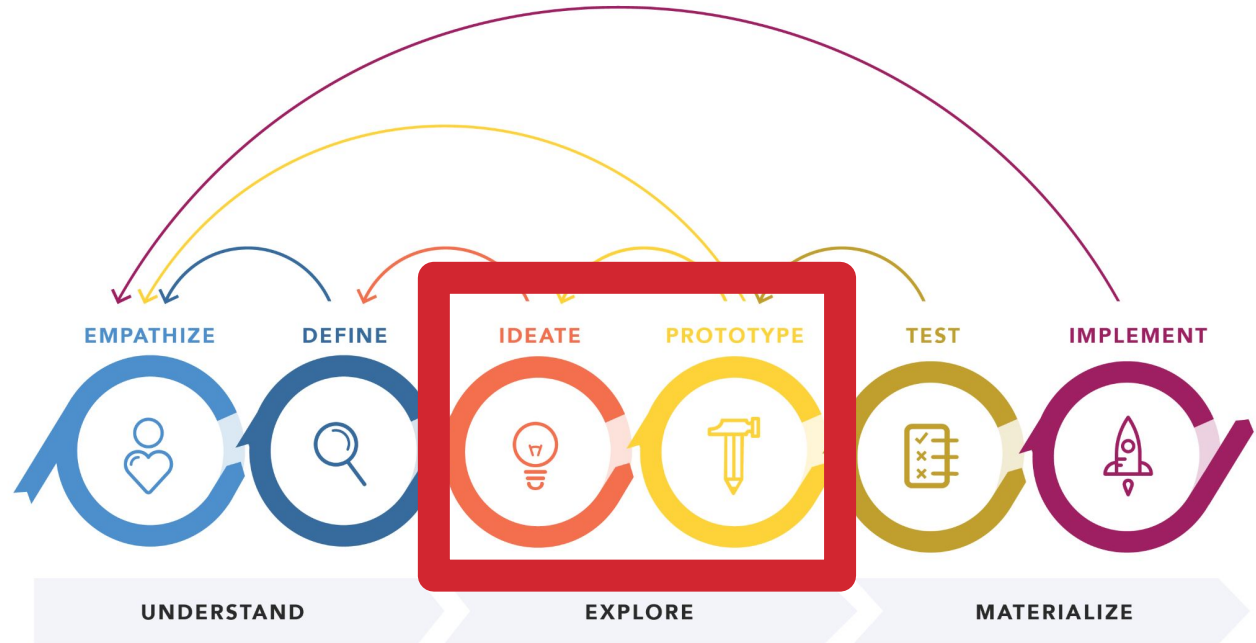 EMPATHIZE
DEFINE
IDEATE
PROTOTYPE
TEST
IMPLEMENT
UNDERSTAND
EXPLORE
MATERIALIZE